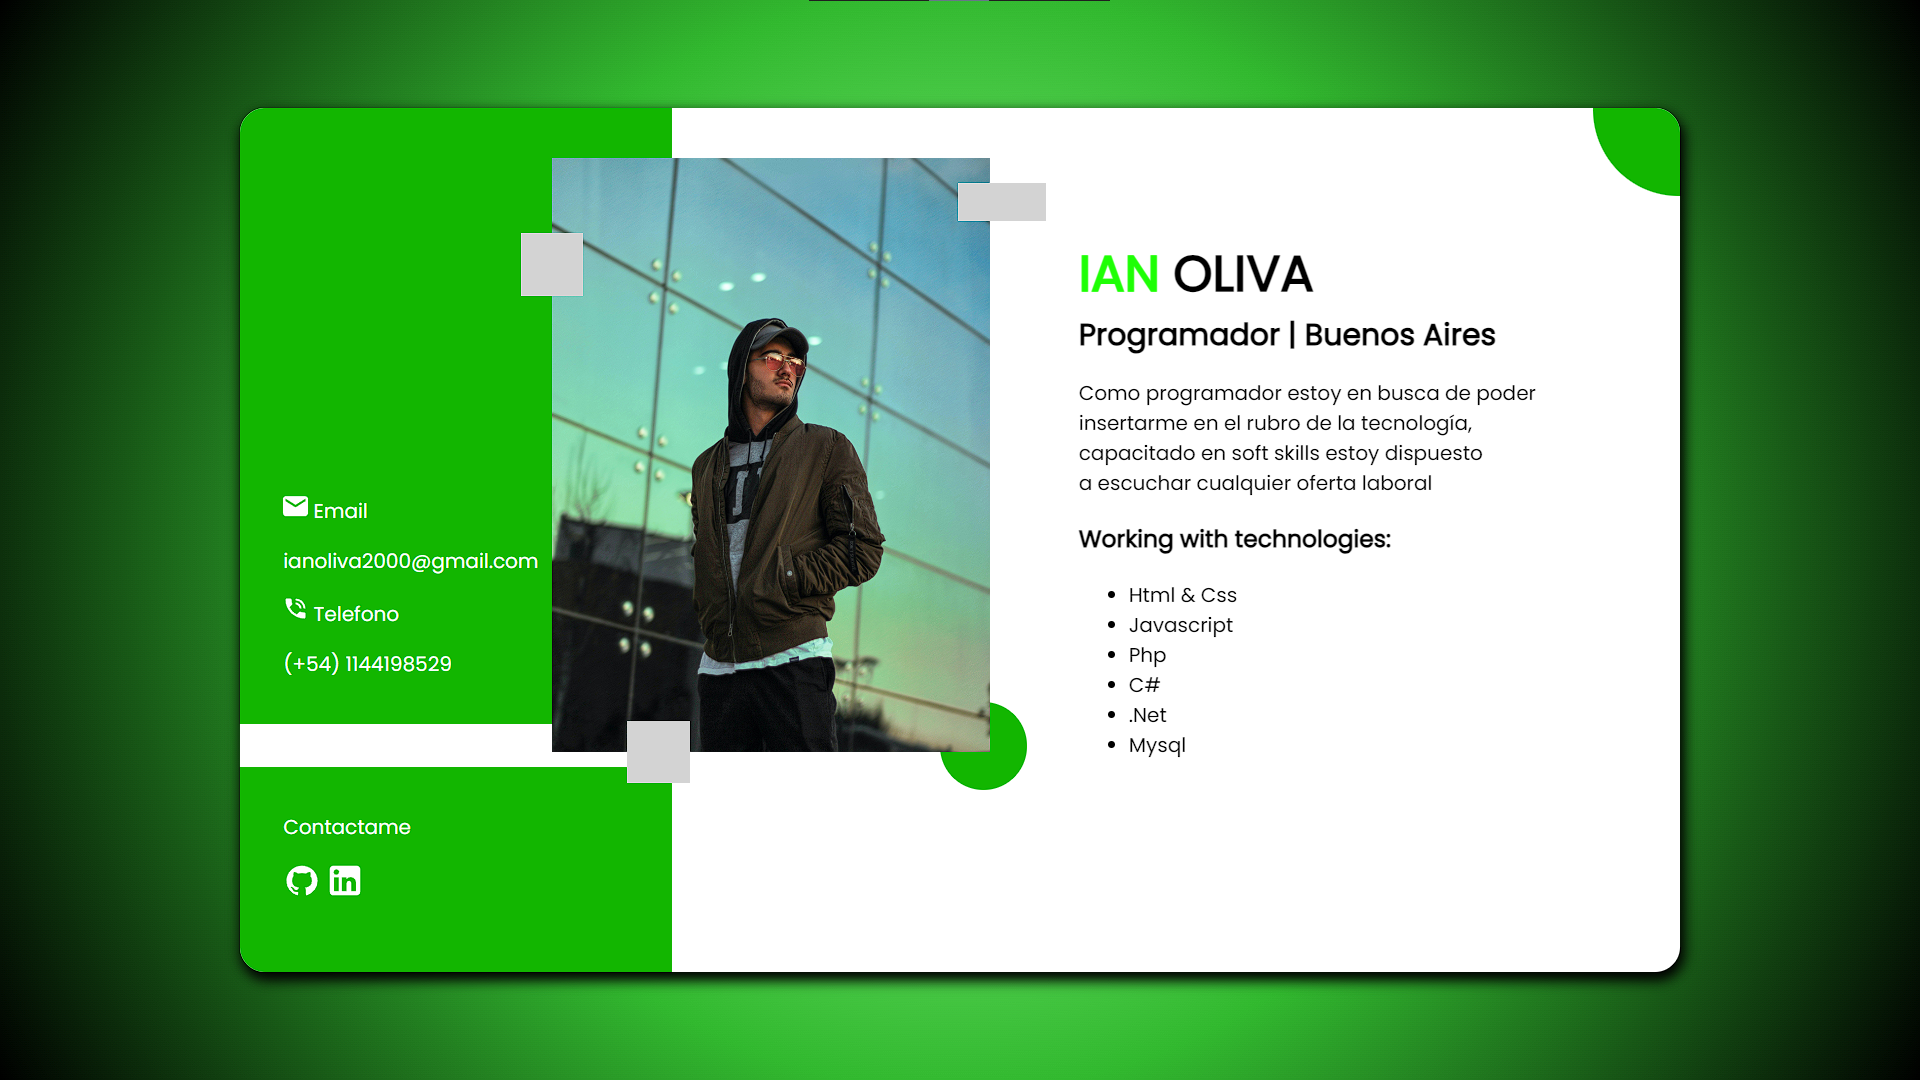 Email
ianoliva2000@gmail.com
Telefono
(+54) 1144198529
Contactame
in
IAN OLIVA
Programador | Buenos Aires
Como programador estoy en busca de poder
insertarme en el rubro de la tecnología,
capacitado en soft skills estoy dispuesto
a escuchar cualquier oferta laboral
Working with technologies:
Html & Css
Javascript
Php
C#
.Net
Mysql